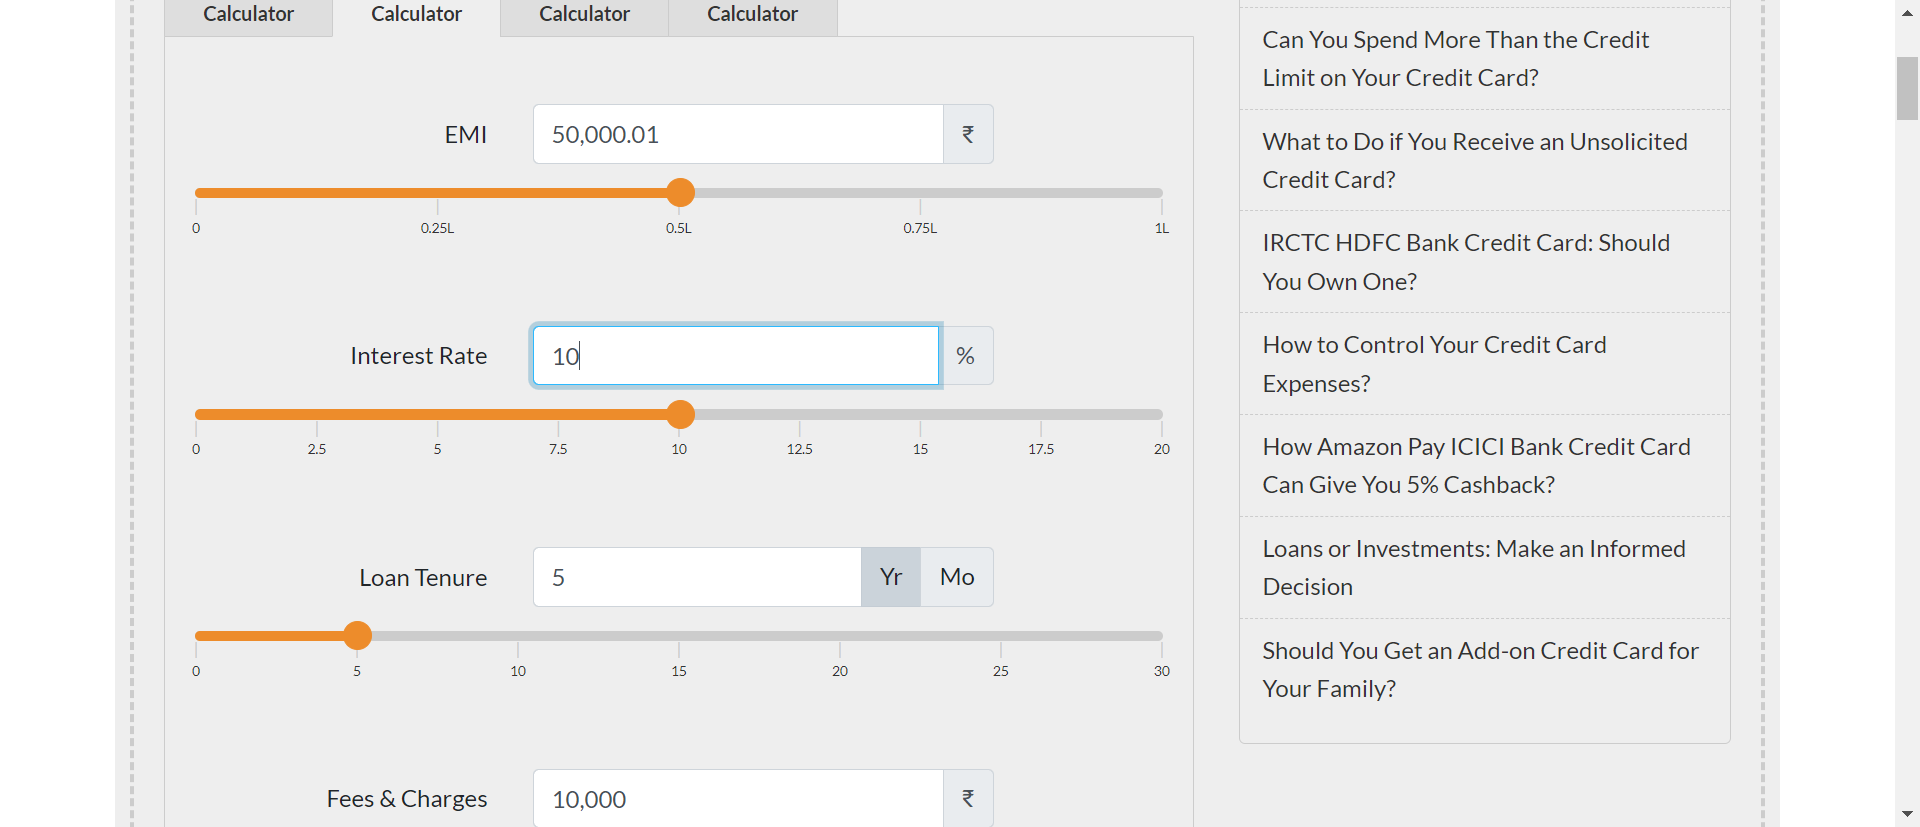 Calculator
Calculator
Calculator
Calculator
EMI
50,000.01
₹
0
0.25L
0.5L
0.75L
1L
Interest Rate
10
%
0
2.5
5
7.5
10
12.5
15
17.5
20
Loan Tenure
5
Yr
Mo
0
5
10
15
20
25
30
Fees & Charges
10,000
₹
Can You Spend More Than the Credit
Limit on Your Credit Card?
What to Do if You Receive an Unsolicited
Credit Card?
IRCTC HDFC Bank Credit Card: Should
You Own One?
How to Control Your Credit Card
Expenses?
How Amazon Pay ICICI Bank Credit Card
Can Give You 5% Cashback?
Loans or Investments: Make an Informed
Decision
Should You Get an Add-on Credit Card for
Your Family?